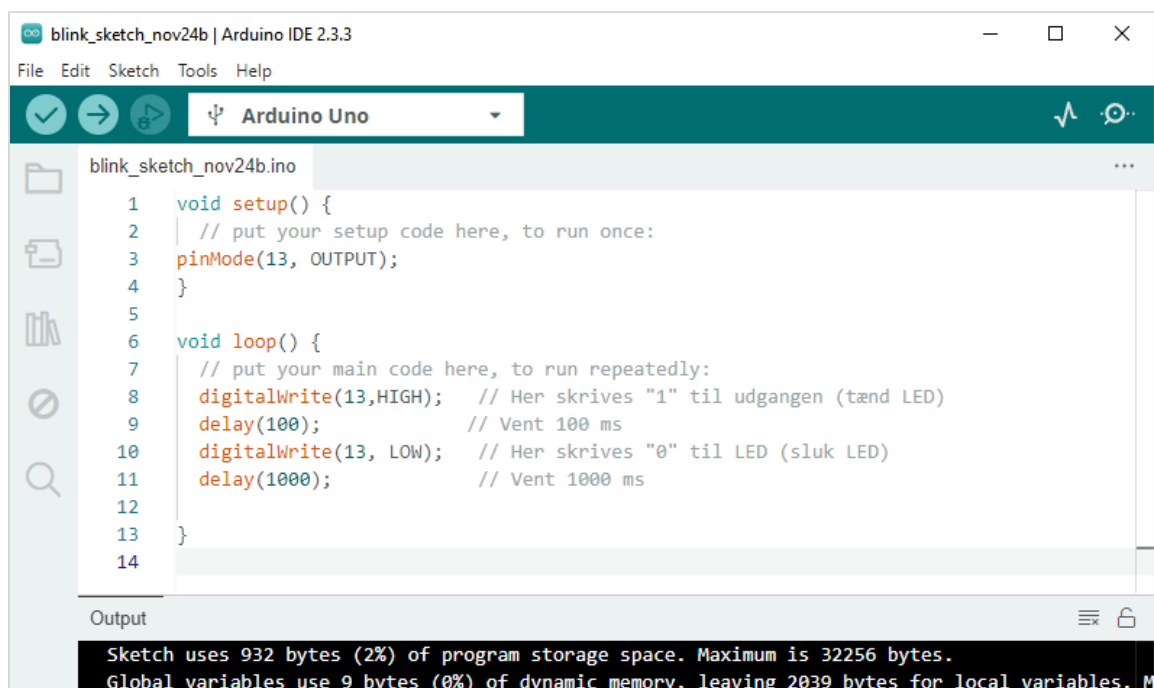 blink_sketch_nov24b | Arduino IDE 2.3.3
File Edit Sketch Tools Help
Arduino Uno
blink_sketch_nov24b.ino
1 void setup() {
2 // put your setup code here, to run once:
3 pinMode(13, OUTPUT);
4 }
5
6 void loop() {
7 // put your main code here, to run repeatedly:
8 digitalWrite(13,HIGH); // Her skrives "1" til udgangen (tænd LED)
9 delay(100); // Vent 100 ms
10 digitalWrite(13, LOW); // Her skrives "0" til LED (sluk LED)
11 delay(1000); // Vent 1000 ms
12
13 }
14
Output
Sketch uses 932 bytes (2%) of program storage space. Maximum is 32256 bytes.
Global variables use 9 bytes (0%) of dynamic memory, leaving 2039 bytes for local variables. M